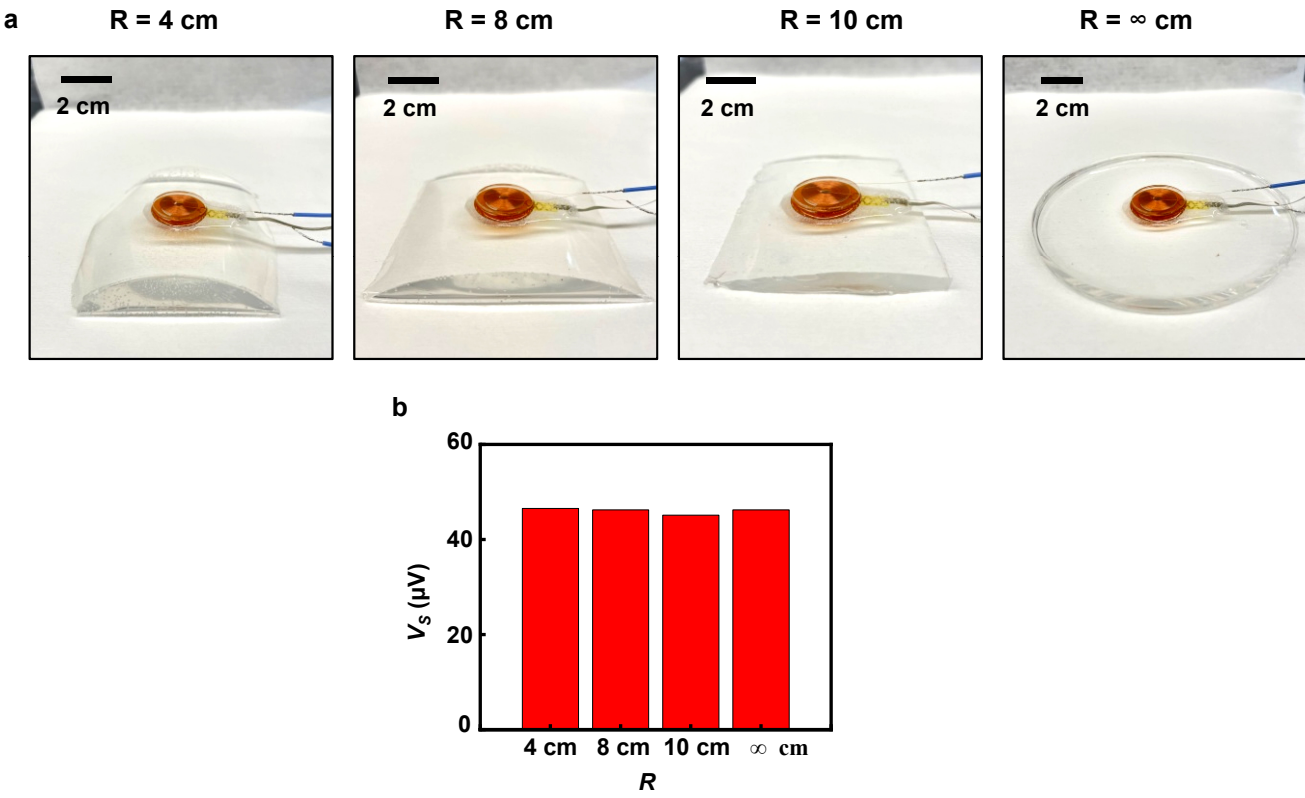 a
R = 4 cm
R = 8 cm
R = 10 cm
R = ∞ cm
2 cm
2 cm
2 cm
2 cm
b
60
40
20
0
V_S (µV)
4 cm
8 cm
10 cm
∞ cm
R